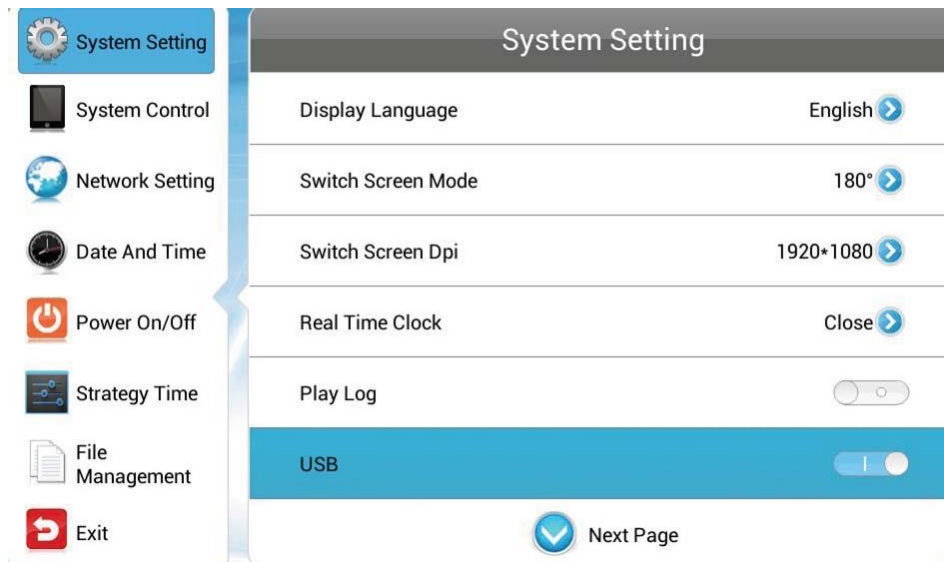 System Setting
System Control
Network Setting
Date And Time
Power On/Off
Strategy Time
File
Management
Exit
System Setting
Display Language English
Switch Screen Mode 180°
Switch Screen Dpi 1920*1080
Real Time Clock Close
Play Log
USB
Next Page